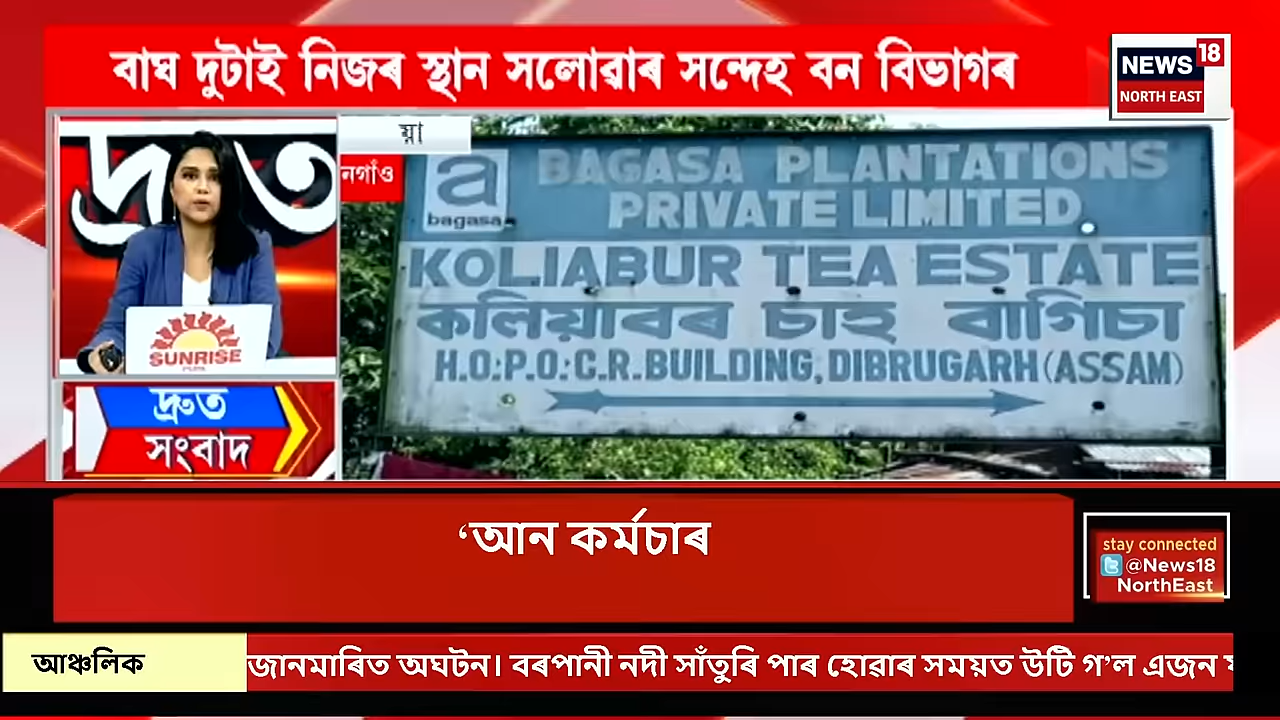 বাঘ দুটাই নিজৰ স্থান সলোৱাৰ সন্দেহ বন বিভাগৰ
NEWS 18
NORTH EAST
য়া
নগাঁও
দ্ৰুত
SUNRISE
PURE
a
bagasa
BAGASA PLANTATIONS
PRIVATE LIMITED.
KOLIABUR TEA ESTATE
কলিয়াবৰ চাহ বাগিচা
H.O:P.O:C.R.BUILDING, DIBRUGARH (ASSAM)
দ্ৰুত
সংবাদ
‘আন কৰ্মচাৰ
stay connected
@News18
NorthEast
আঞ্চলিক
জানমাৰিত অঘটন। বৰপানী নদী সাঁতুৰি পাৰ হোৱাৰ সময়ত উটি গ’ল এজন